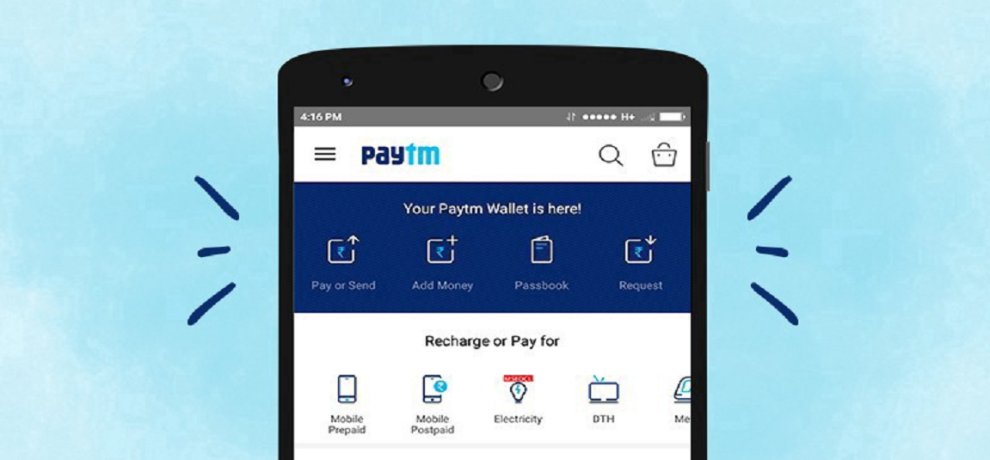 4:16 PM H+
paytm
Your Paytm Wallet is here!
Pay or Send Add Money Passbook Request
Recharge or Pay for
Mobile Prepaid
Mobile Postpaid
Electricity
DTH
Me